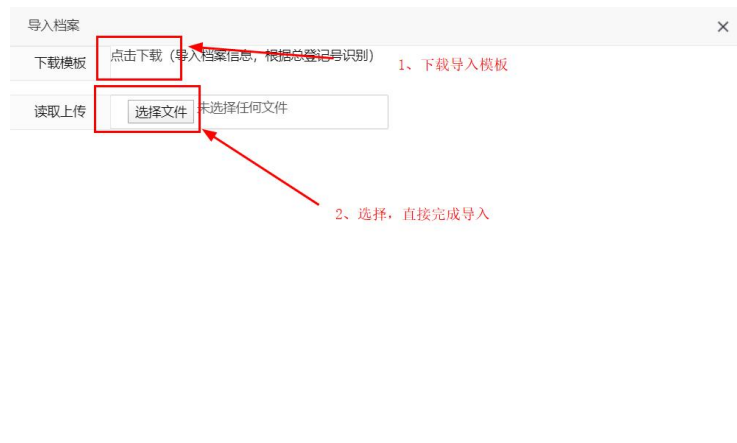 导入档案
×
下载模板 点击下载（导入档案信息，根据总登记号识别）
1、下载导入模板
读取上传 选择文件 未选择任何文件
2、选择，直接完成导入